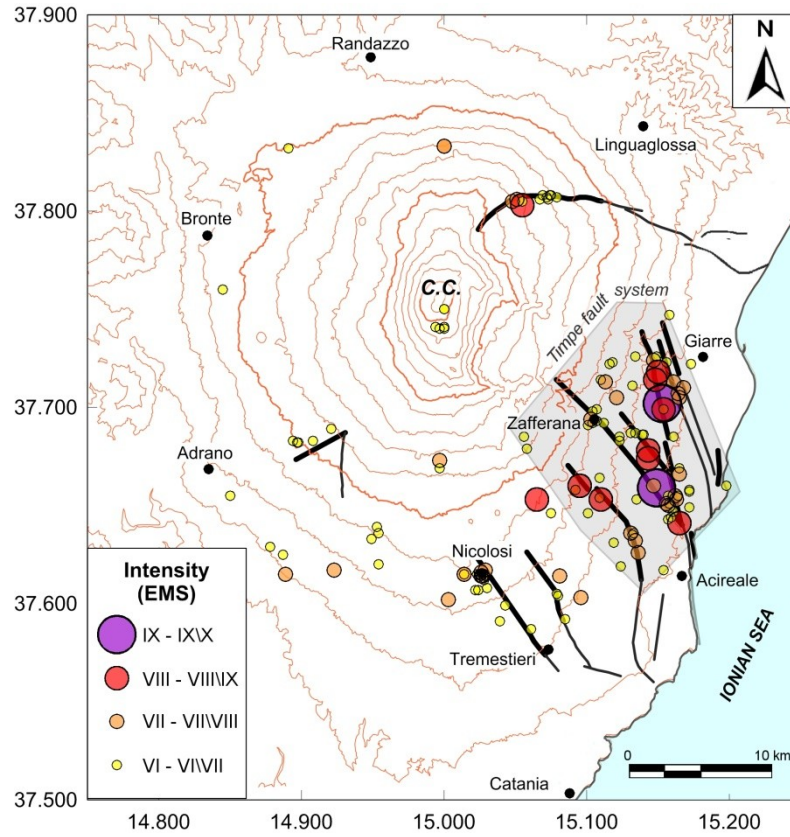 37.900
37.800
37.700
37.600
37.500
14.800
14.900
15.000
15.100
15.200
N
Randazzo
Linguaglossa
Bronte
C.C.
Timpe fault system
Giarre
Zafferana
Adrano
Nicolosi
Acireale
Tremestieri
Catania
IONIAN SEA
0 10 km
Intensity
(EMS)
IX - IX\X
VIII - VIII\IX
VII - VII\VIII
VI - VI\VII